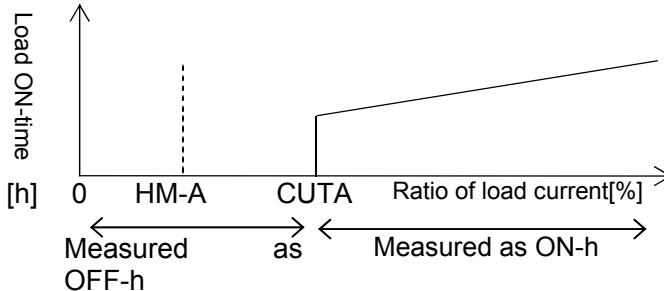 Load ON-time
[h] 0 HM-A CUTA Ratio of load current[%]
Measured as
OFF-h
Measured as ON-h